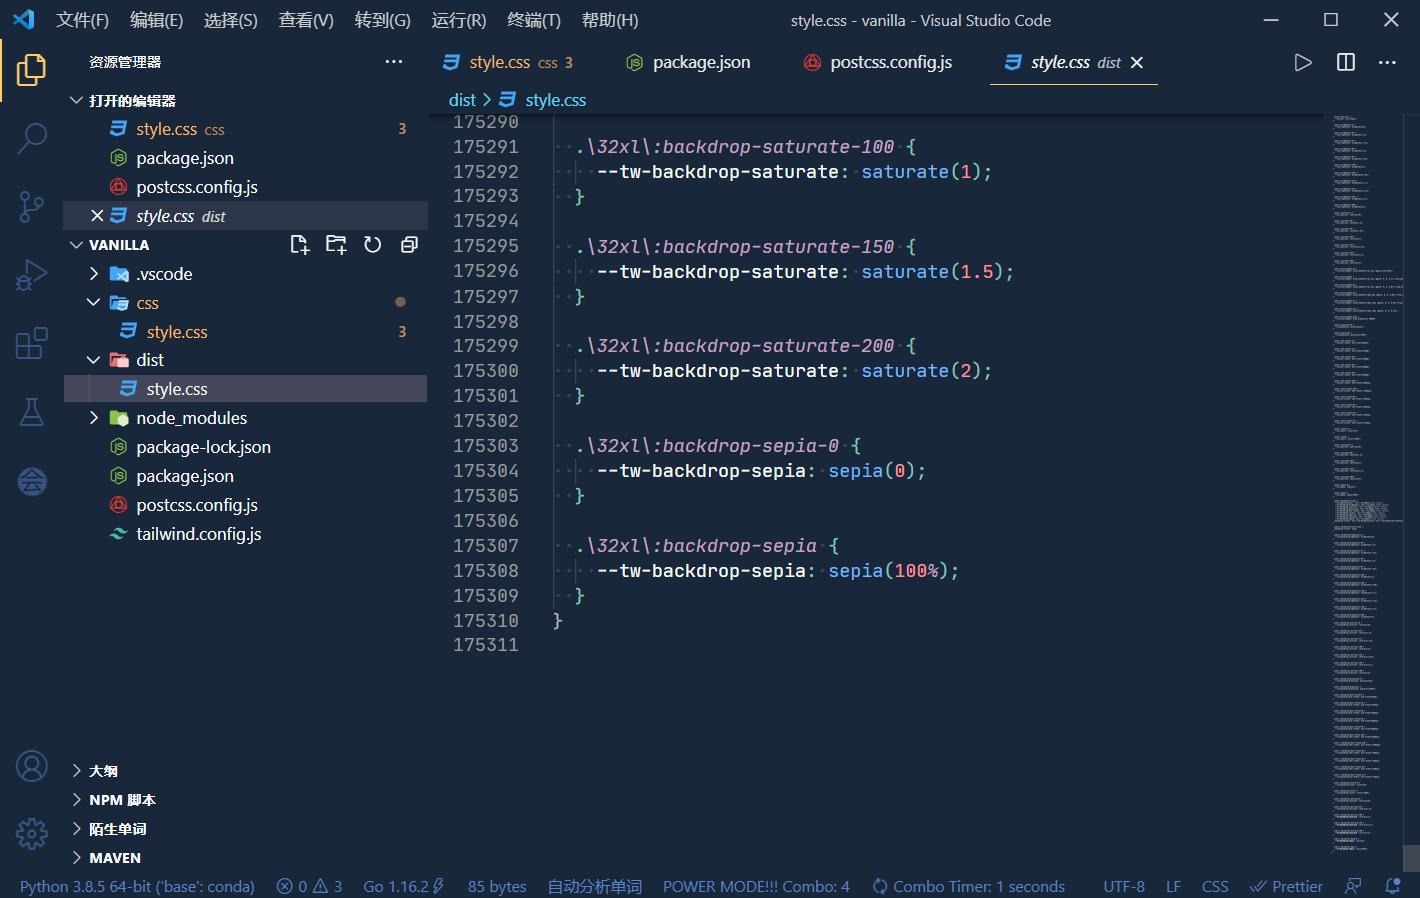 文件(F) 编辑(E) 选择(S) 查看(V) 转到(G) 运行(R) 终端(T) 帮助(H) style.css - vanilla - Visual Studio Code
资源管理器
打开的编辑器
style.css css 3
package.json
postcss.config.js
style.css dist
VANILLA
.vscode
css
style.css 3
dist
style.css
node_modules
package-lock.json
package.json
postcss.config.js
tailwind.config.js
大纲
NPM 脚本
陌生单词
MAVEN
style.css css 3 package.json postcss.config.js style.css dist
dist style.css
175290
175291 .\32xl\:backdrop-saturate-100 {
175292 --tw-backdrop-saturate: saturate(1);
175293 }
175294
175295 .\32xl\:backdrop-saturate-150 {
175296 --tw-backdrop-saturate: saturate(1.5);
175297 }
175298
175299 .\32xl\:backdrop-saturate-200 {
175300 --tw-backdrop-saturate: saturate(2);
175301 }
175302
175303 .\32xl\:backdrop-sepia-0 {
175304 --tw-backdrop-sepia: sepia(0);
175305 }
175306
175307 .\32xl\:backdrop-sepia {
175308 --tw-backdrop-sepia: sepia(100%);
175309 }
175310 }
175311
Python 3.8.5 64-bit ('base': conda) 0 3 Go 1.16.2 85 bytes 自动分析单词 POWER MODE!!! Combo: 4 Combo Timer: 1 seconds UTF-8 LF CSS Prettier